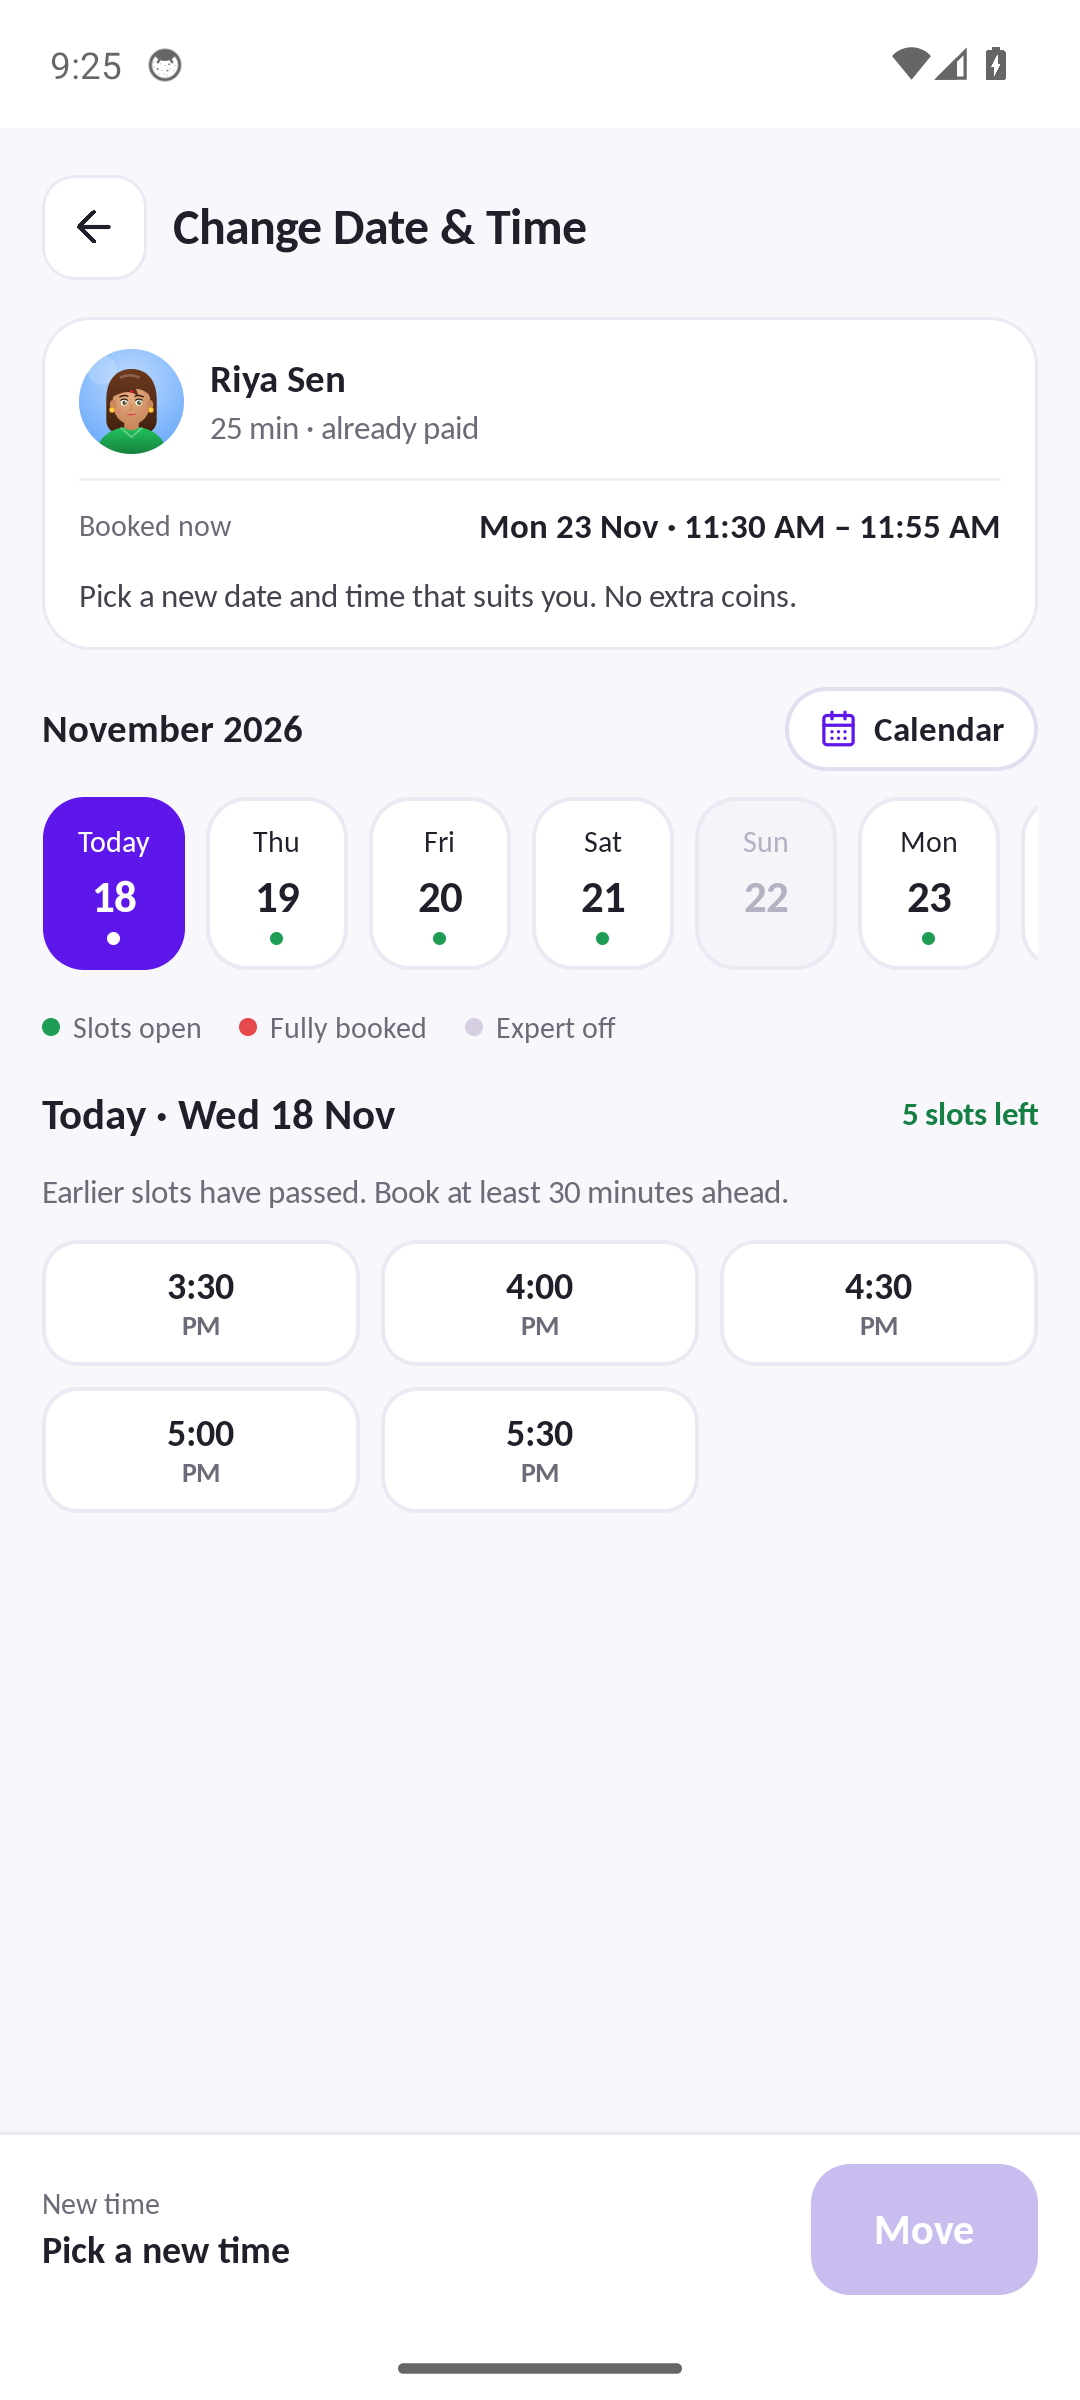 9:25
Change Date & Time
Riya Sen
25 min · already paid
Booked now
Mon 23 Nov · 11:30 AM – 11:55 AM
Pick a new date and time that suits you. No extra coins.
November 2026
Calendar
Today Thu Fri Sat Sun Mon
18 19 20 21 22 23
Slots open Fully booked Expert off
Today · Wed 18 Nov
5 slots left
Earlier slots have passed. Book at least 30 minutes ahead.
3:30 4:00 4:30
PM PM PM
5:00 5:30
PM PM
New time
Pick a new time
Move